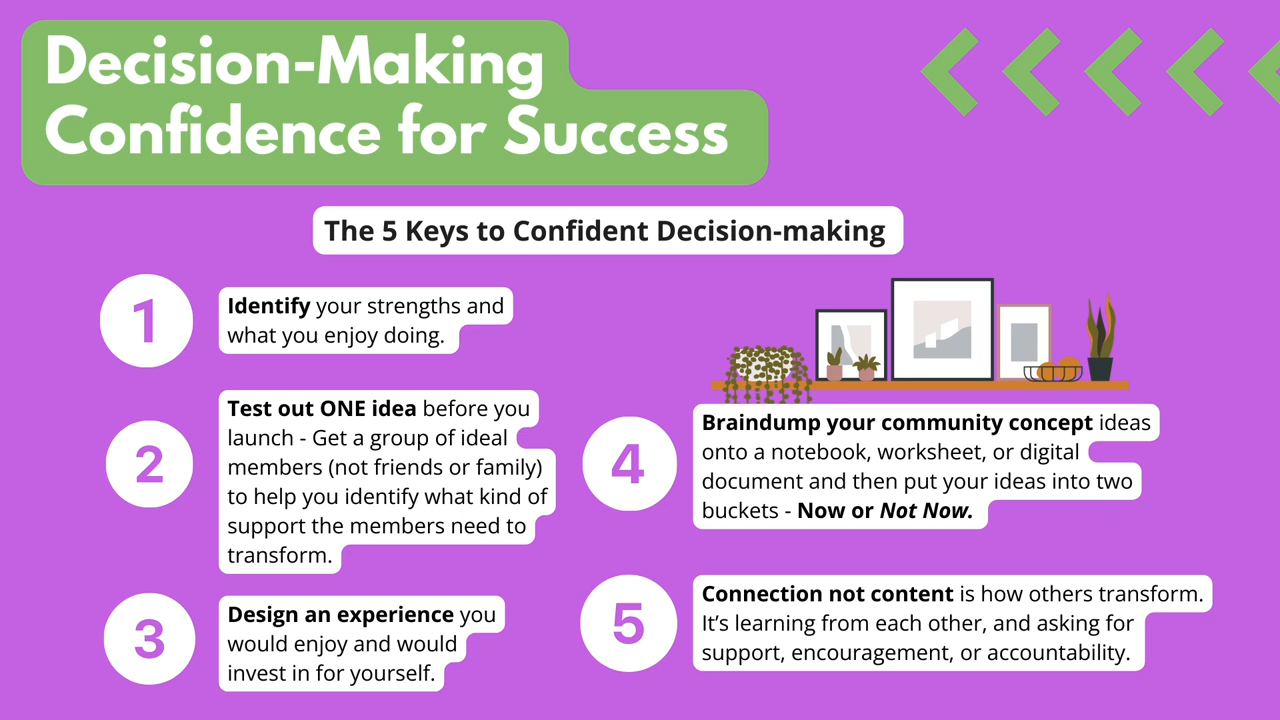 Decision-Making
Confidence for Success
The 5 Keys to Confident Decision-making
1
Identify your strengths and
what you enjoy doing.
2
Test out ONE idea before you
launch - Get a group of ideal
members (not friends or family)
to help you identify what kind of
support the members need to
transform.
3
Design an experience you
would enjoy and would
invest in for yourself.
4
Braindump your community concept ideas
onto a notebook, worksheet, or digital
document and then put your ideas into two
buckets - Now or Not Now.
5
Connection not content is how others transform.
It’s learning from each other, and asking for
support, encouragement, or accountability.